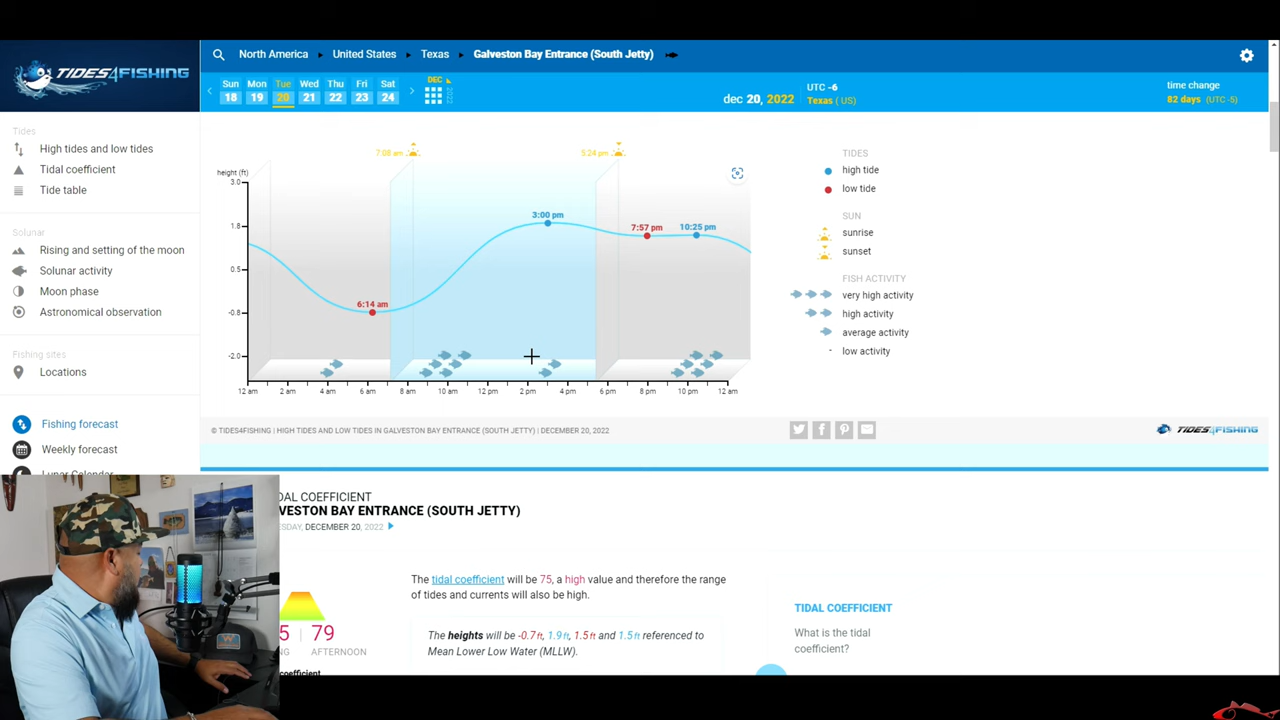 TIDES4FISHING
North America ▸ United States ▸ Texas ▸ Galveston Bay Entrance (South Jetty)
Sun Mon Tue Wed Thu Fri Sat
18 19 20 21 22 23 24
DEC
2022
dec 20, 2022
UTC -6
Texas ( US)
time change
82 days (UTC -5)
Tides
High tides and low tides
Tidal coefficient
Tide table
Solunar
Rising and setting of the moon
Solunar activity
Moon phase
Astronomical observation
Fishing sites
Locations
Fishing forecast
Weekly forecast
Lunar Calendar
7:08 am
5:24 pm
height (ft)
3.0
1.8
0.5
-0.8
-2.0
6:14 am
3:00 pm
7:57 pm
10:25 pm
12 am 2 am 4 am 6 am 8 am 10 am 12 pm 2 pm 4 pm 6 pm 8 pm 10 pm 12 am
TIDES
high tide
low tide
SUN
sunrise
sunset
FISH ACTIVITY
very high activity
high activity
average activity
low activity
© TIDES4FISHING | HIGH TIDES AND LOW TIDES IN GALVESTON BAY ENTRANCE (SOUTH JETTY) | DECEMBER 20, 2022
TIDES4FISHING
DAL COEFFICIENT
VESTON BAY ENTRANCE (SOUTH JETTY)
SDAY, DECEMBER 20, 2022
5 | 79
NG AFTERNOON
coefficient
The tidal coefficient will be 75, a high value and therefore the range
of tides and currents will also be high.
The heights will be -0.7 ft, 1.9 ft, 1.5 ft and 1.5 ft referenced to
Mean Lower Low Water (MLLW).
TIDAL COEFFICIENT
What is the tidal
coefficient?